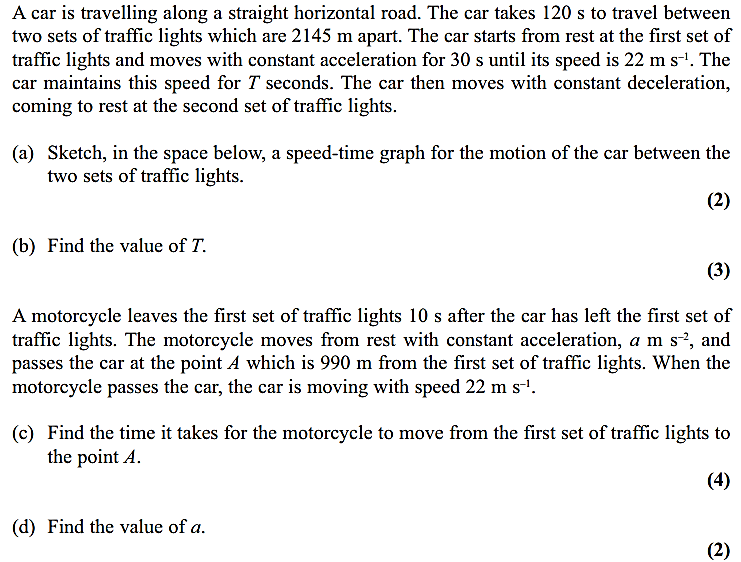 A car is travelling along a straight horizontal road. The car takes 120 s to travel between
two sets of traffic lights which are 2145 m apart. The car starts from rest at the first set of
traffic lights and moves with constant acceleration for 30 s until its speed is 22 m s⁻¹. The
car maintains this speed for T seconds. The car then moves with constant deceleration,
coming to rest at the second set of traffic lights.
(a) Sketch, in the space below, a speed-time graph for the motion of the car between the
two sets of traffic lights.
(2)
(b) Find the value of T.
(3)
A motorcycle leaves the first set of traffic lights 10 s after the car has left the first set of
traffic lights. The motorcycle moves from rest with constant acceleration, a m s⁻², and
passes the car at the point A which is 990 m from the first set of traffic lights. When the
motorcycle passes the car, the car is moving with speed 22 m s⁻¹.
(c) Find the time it takes for the motorcycle to move from the first set of traffic lights to
the point A.
(4)
(d) Find the value of a.
(2)